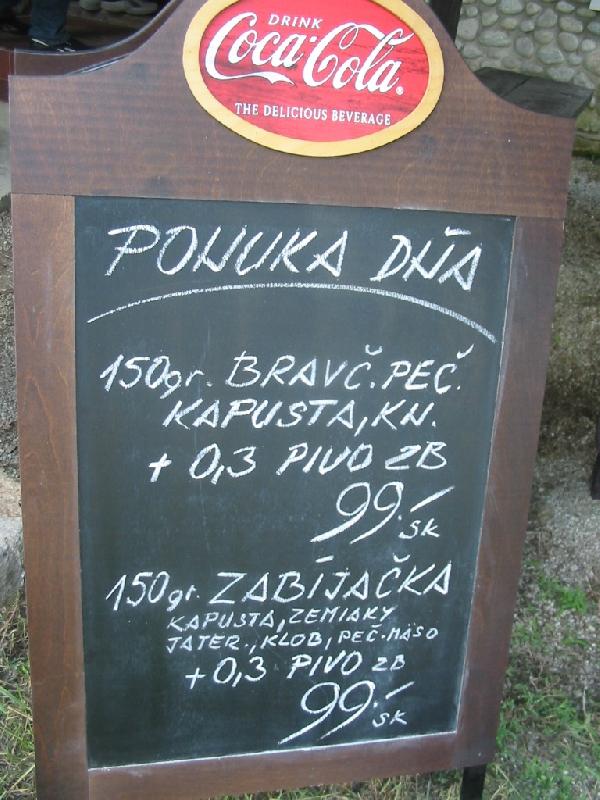 DRINK
Coca-Cola®
THE DELICIOUS BEVERAGE
PONUKA DŇA
150gr. BRAVČ. PEČ.
KAPUSTA, KN.
+ 0,3 PIVO ZB
99.- SK
150gr. ZABÍJAČKA
KAPUSTA, ZEMIAKY
JATER., KLOB, PEČ. MÄSO
+ 0,3 PIVO ZB
99.- SK